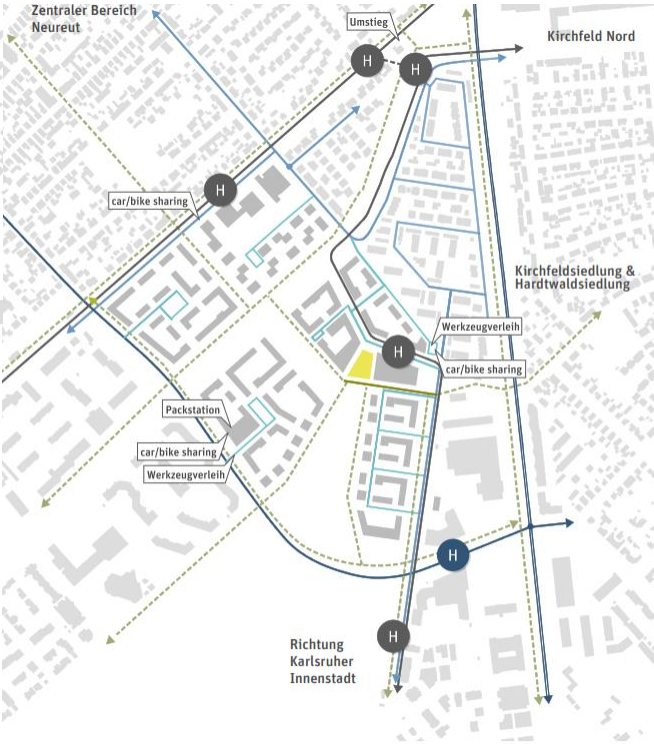 Zentraler Bereich
Neureut
Umstieg
Kirchfeld Nord
H
H
H
car/bike sharing
Kirchfeldsiedlung &
Hardtwaldsiedlung
Werkzeugverleih
H
car/bike sharing
Packstation
car/bike sharing
Werkzeugverleih
H
H
Richtung
Karlsruher
Innenstadt